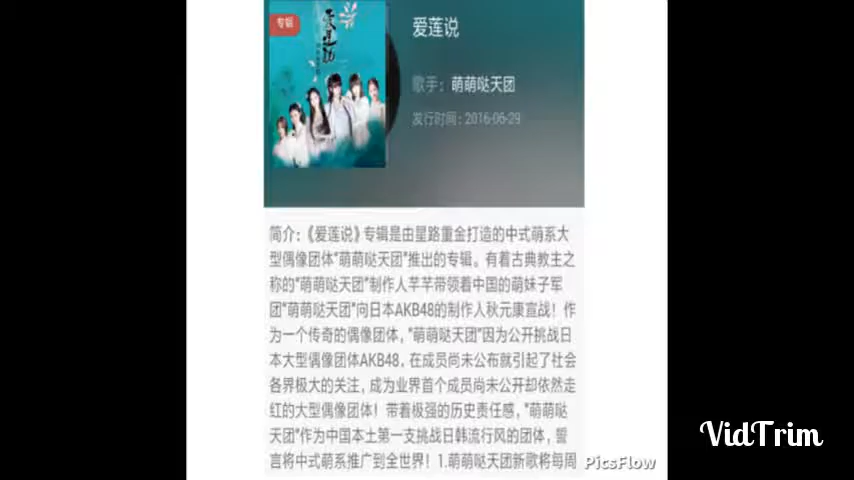 专辑
爱莲说
爱莲说
歌手：萌萌哒天团
发行时间：2016-06-29
简介：《爱莲说》专辑是由星路重金打造的中式萌系大
型偶像团体"萌萌哒天团"推出的专辑。有着古典教主之
称的"萌萌哒天团"制作人芊芊带领着中国的萌妹子军
团"萌萌哒天团"向日本AKB48的制作人秋元康宣战！作
为一个传奇的偶像团体，"萌萌哒天团"因为公开挑战日
本大型偶像团体AKB48，在成员尚未公布就引起了社会
各界极大的关注，成为业界首个成员尚未公开却依然走
红的大型偶像团体！带着极强的历史责任感，"萌萌哒
天团"作为中国本土第一支挑战日韩流行风的团体，誓
言将中式萌系推广到全世界！1.萌萌哒天团新歌将每周
PicsFlow
VidTrim